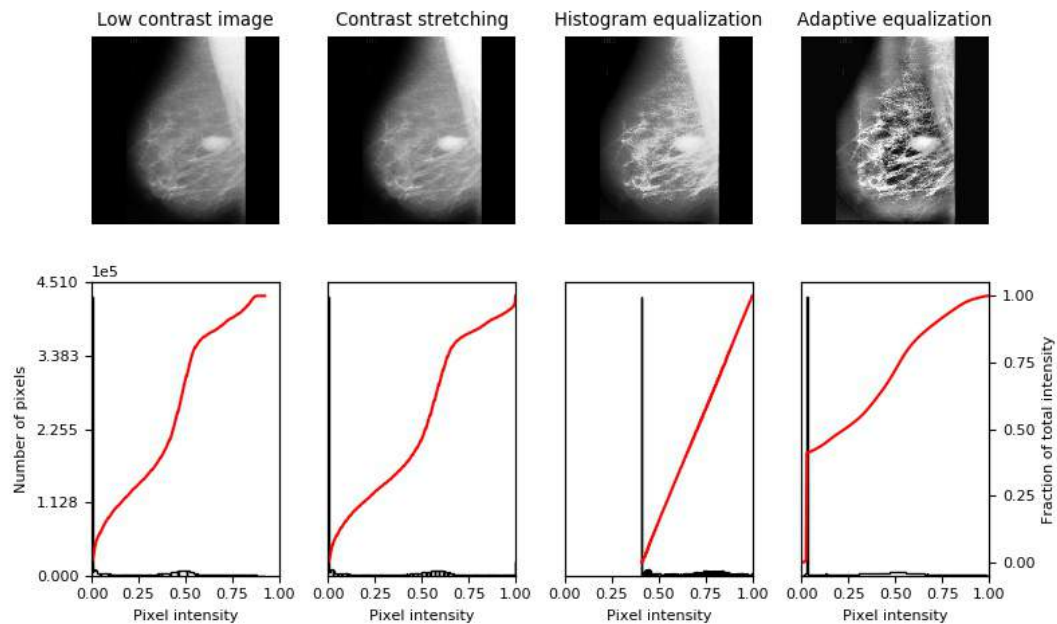 Low contrast image
Contrast stretching
Histogram equalization
Adaptive equalization
1e5
4.510
3.383
2.255
1.128
0.000
Number of pixels
0.00 0.25 0.50 0.75 1.00
Pixel intensity
0.00 0.25 0.50 0.75 1.00
Pixel intensity
0.00 0.25 0.50 0.75 1.00
Pixel intensity
0.00 0.25 0.50 0.75 1.00
Pixel intensity
1.00
0.75
0.50
0.25
0.00
Fraction of total intensity